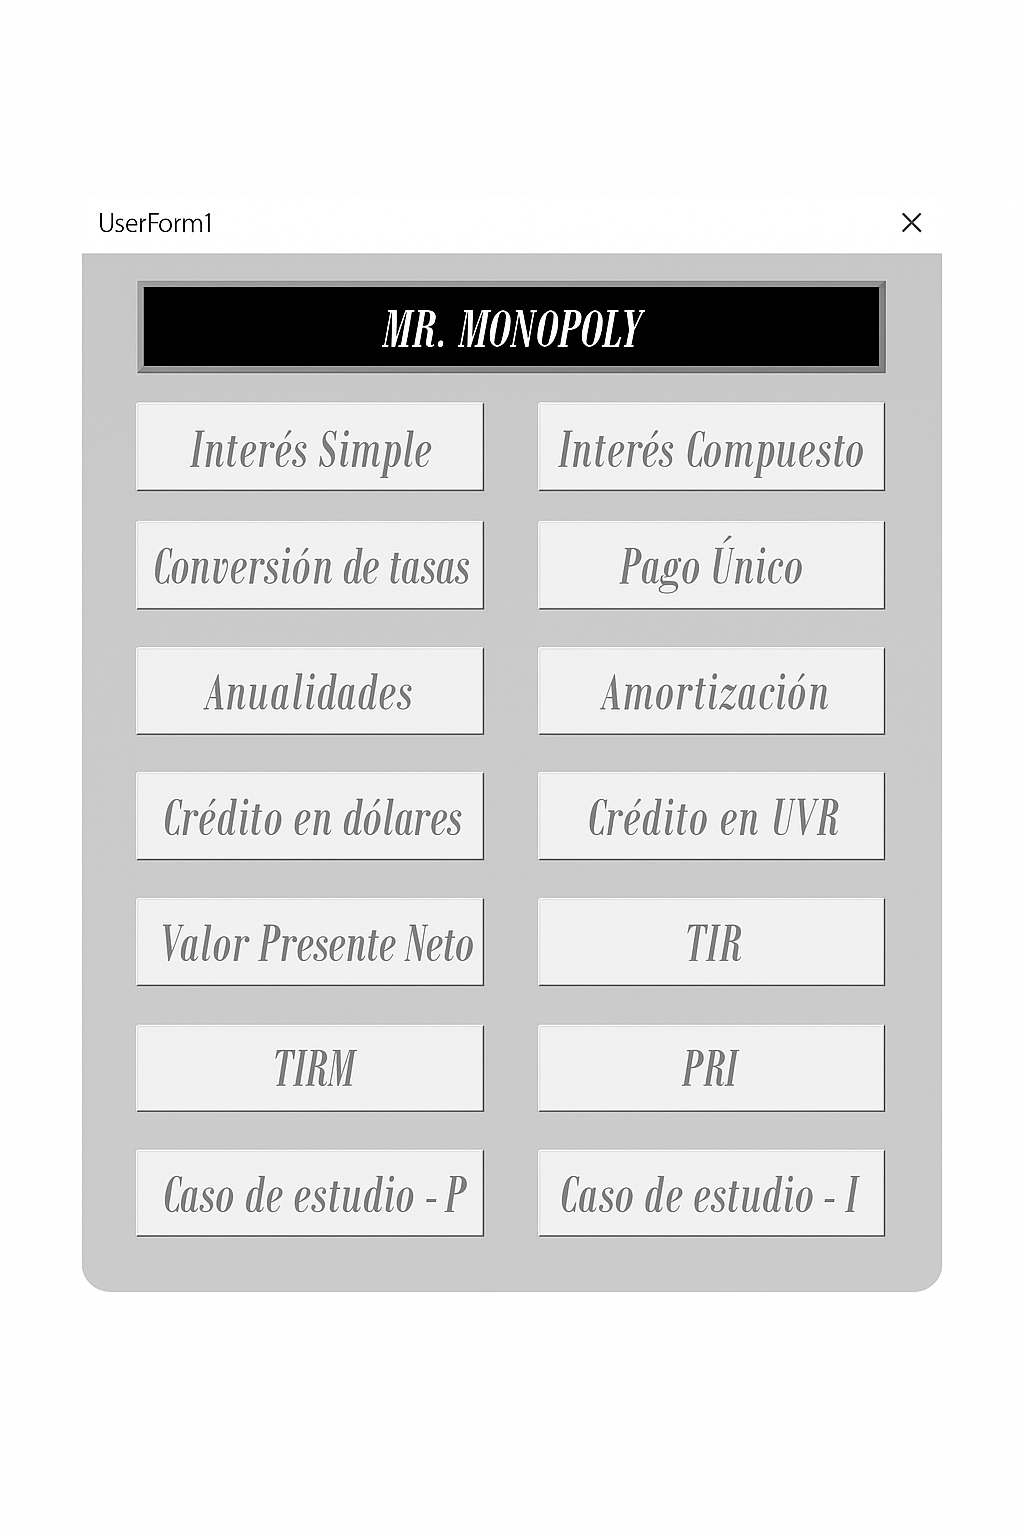 UserForm1
MR. MONOPOLY
Interés Simple
Interés Compuesto
Conversión de tasas
Pago Único
Anualidades
Amortización
Crédito en dólares
Crédito en UVR
Valor Presente Neto
TIR
TIRM
PRI
Caso de estudio - P
Caso de estudio - I